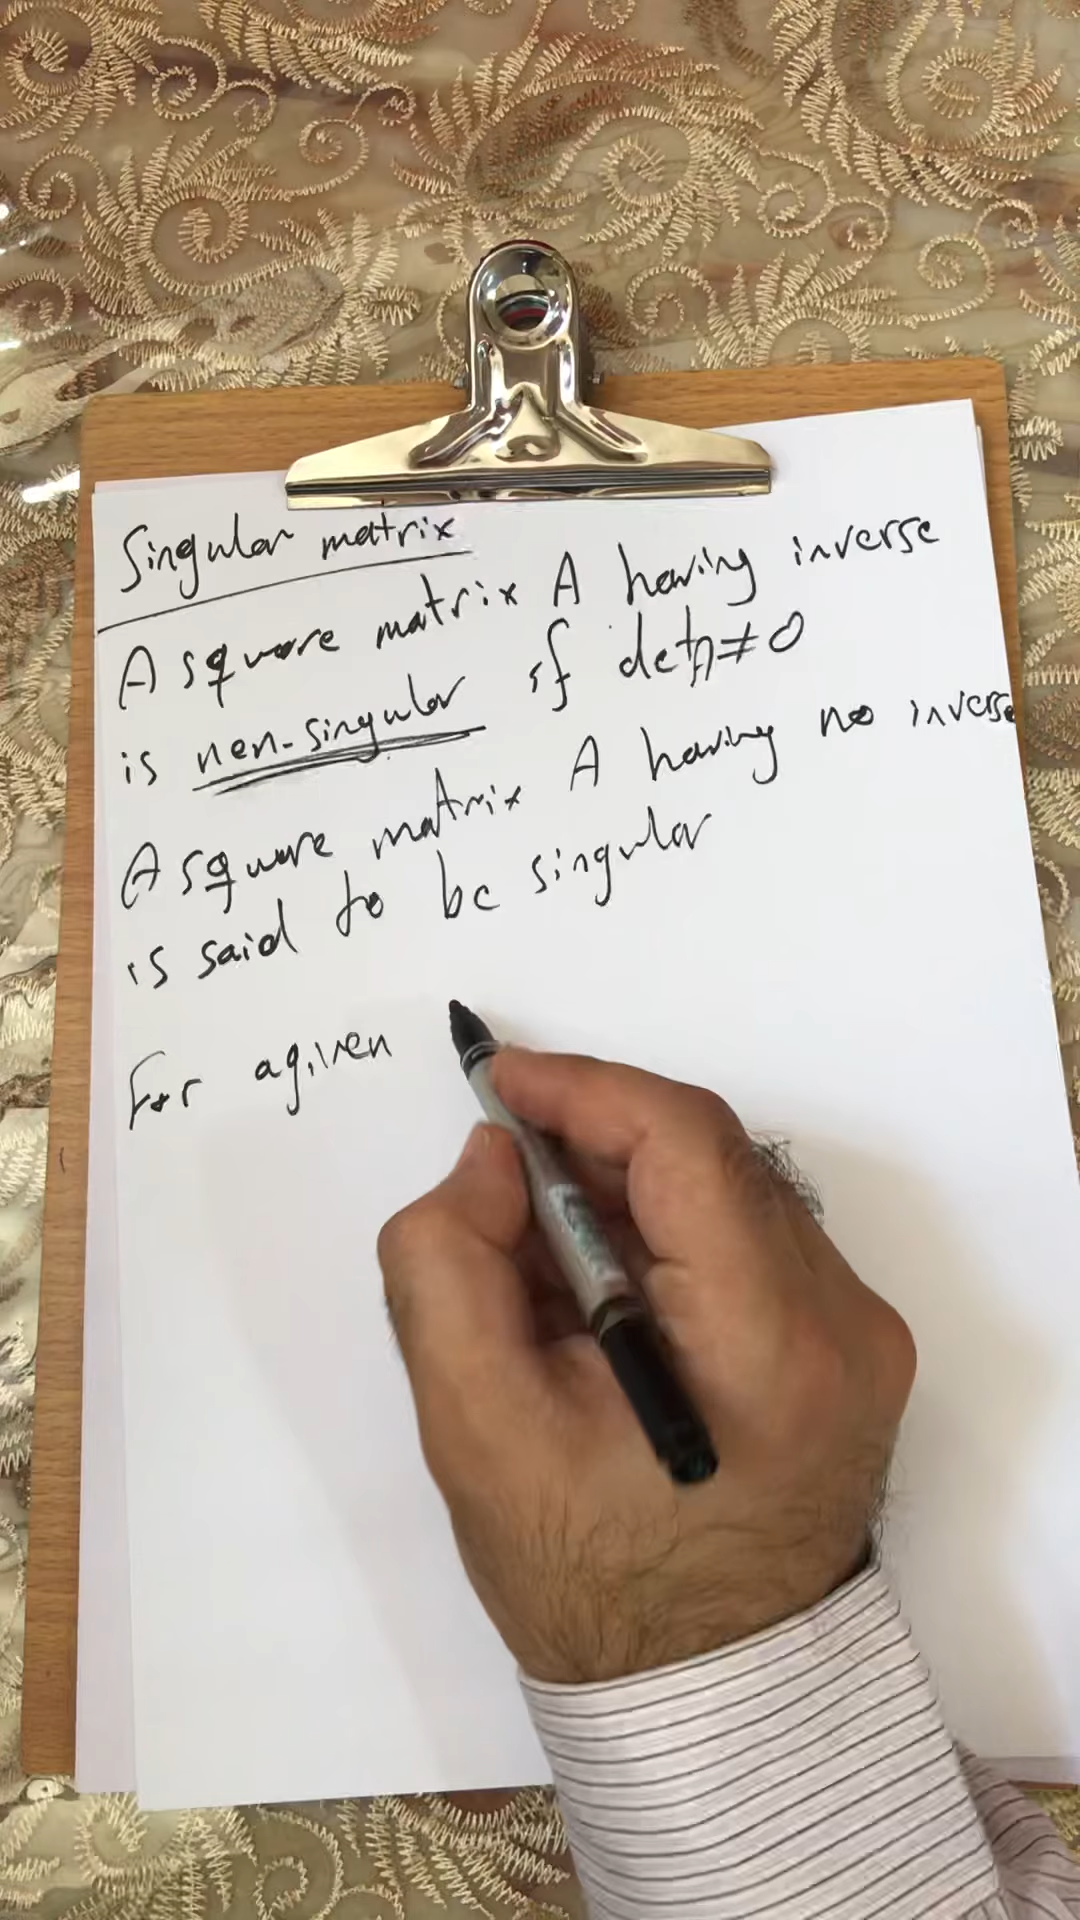 Singular matrix
A square matrix A having inverse
is non-singular if detA≠0
A square matrix A having no inverse
is said to be singular
For a given